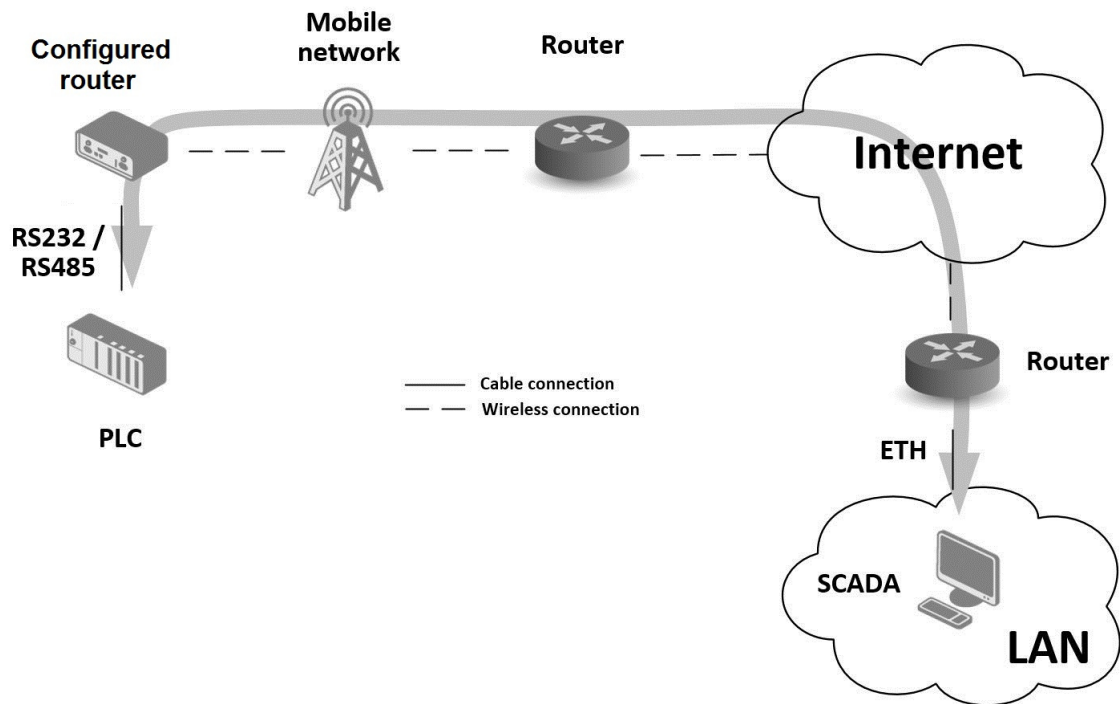 Configured
router
Mobile
network
Router
Internet
RS232 /
RS485
PLC
Cable connection
Wireless connection
Router
ETH
SCADA
LAN